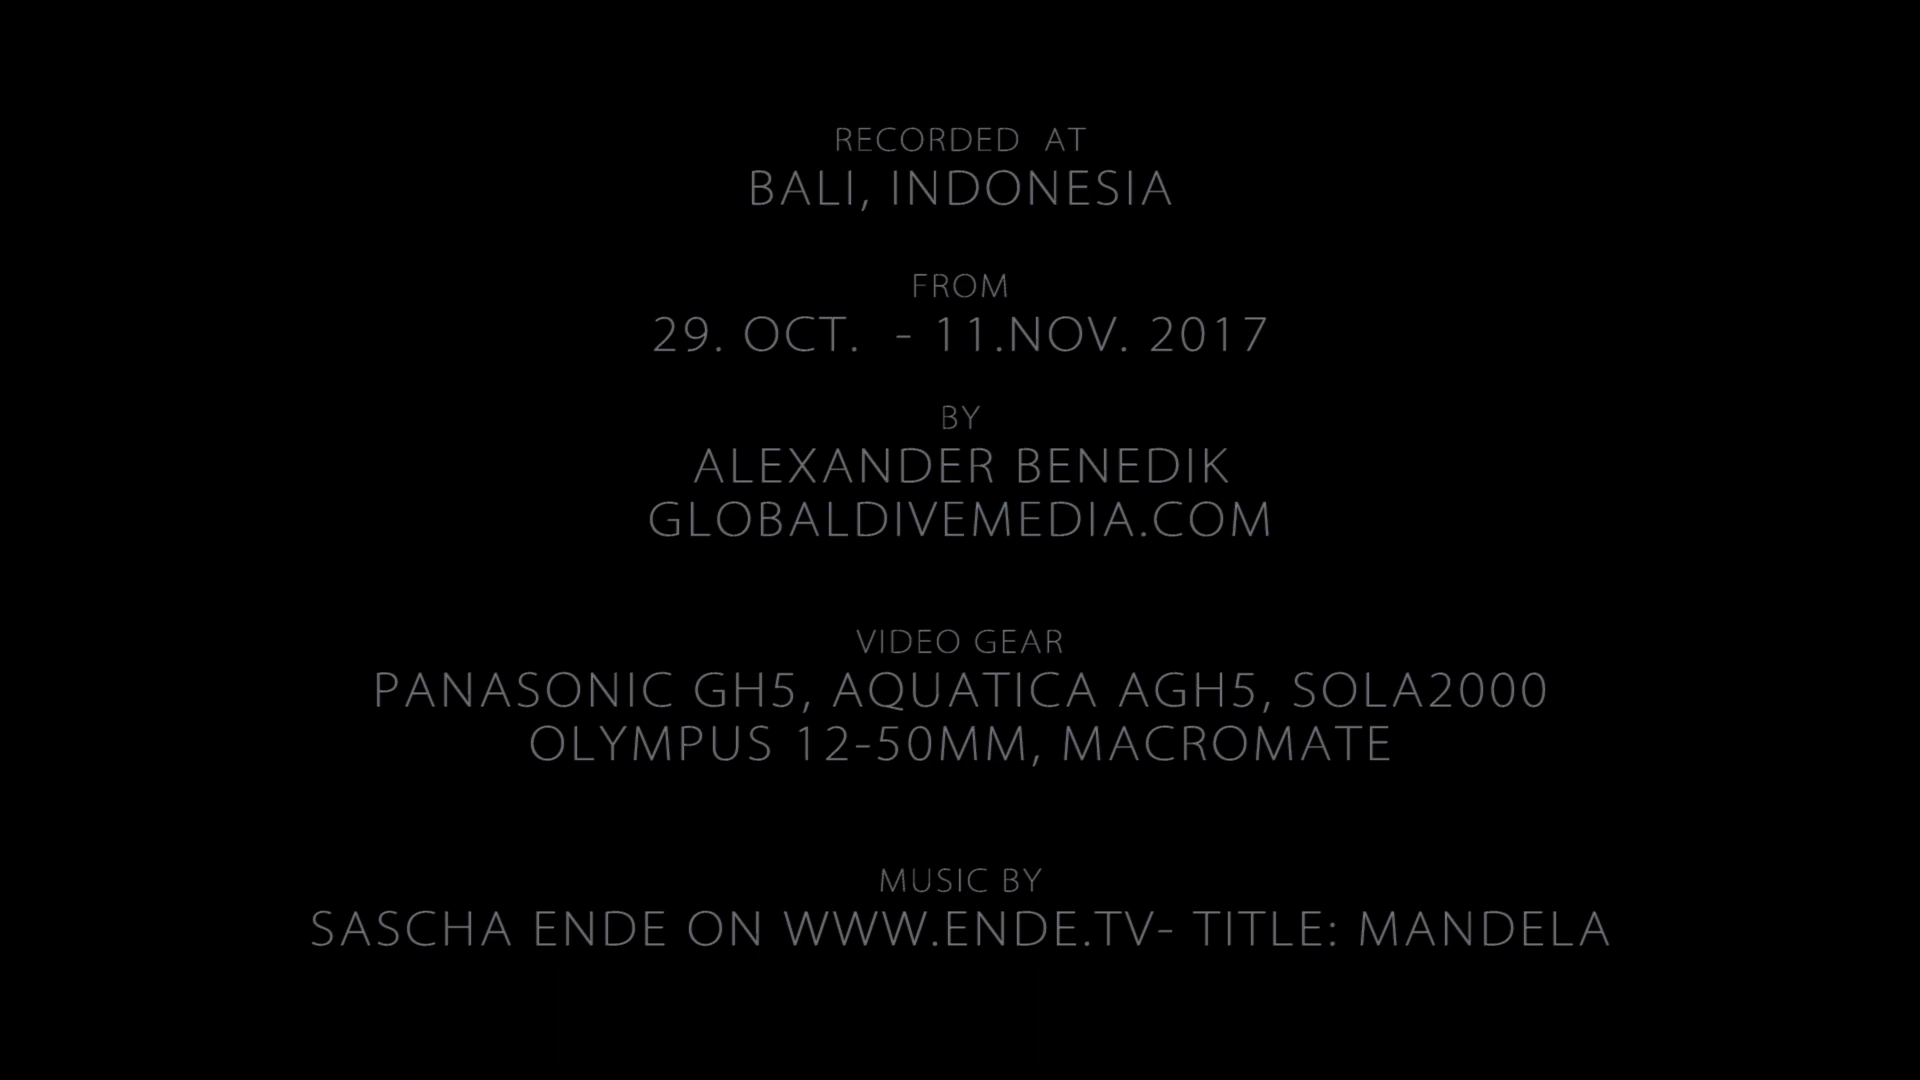 RECORDED  AT
BALI, INDONESIA
FROM
29. OCT.  - 11.NOV. 2017
BY
ALEXANDER BENEDIK
GLOBALDIVEMEDIA.COM
VIDEO GEAR
PANASONIC GH5, AQUATICA AGH5, SOLA2000
OLYMPUS 12-50MM, MACROMATE
MUSIC BY
SASCHA ENDE ON WWW.ENDE.TV- TITLE: MANDELA